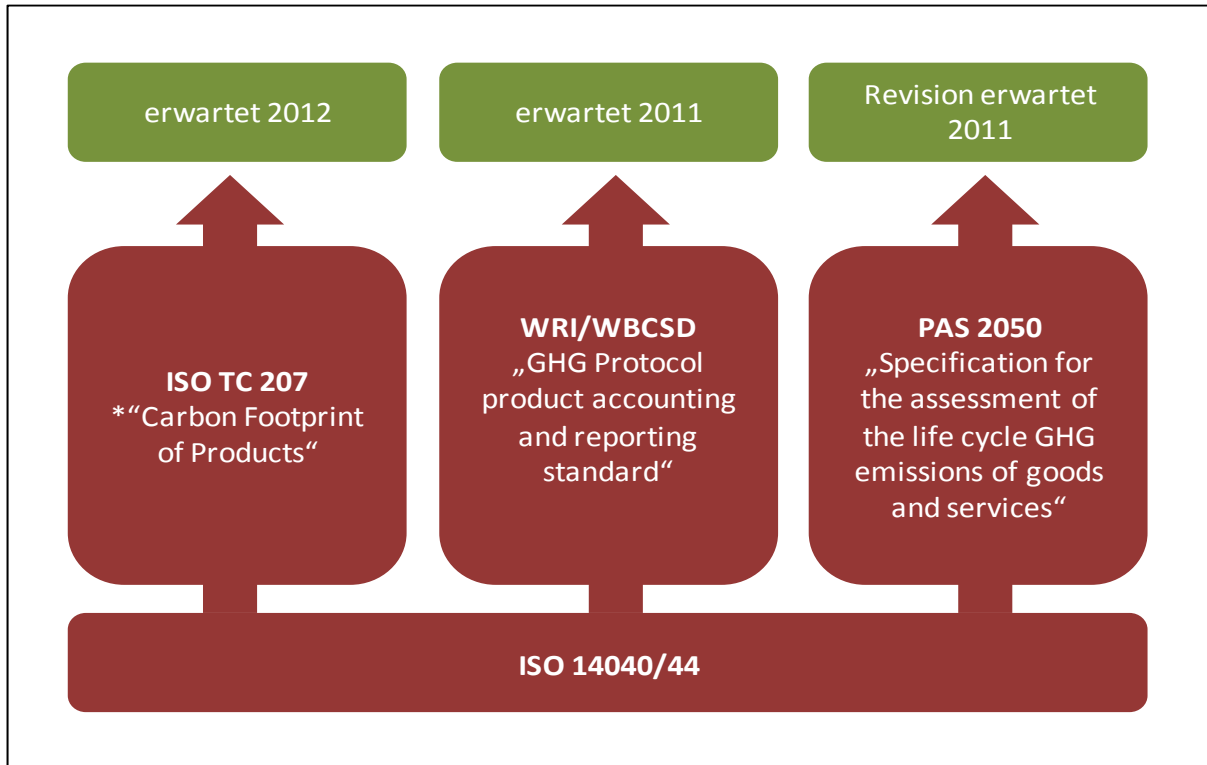 erwartet 2012
erwartet 2011
Revision erwartet
2011
ISO TC 207
*“Carbon Footprint
of Products“
WRI/WBCSD
„GHG Protocol
product accounting
and reporting
standard“
PAS 2050
„Specification for
the assessment of
the life cycle GHG
emissions of goods
and services“
ISO 14040/44